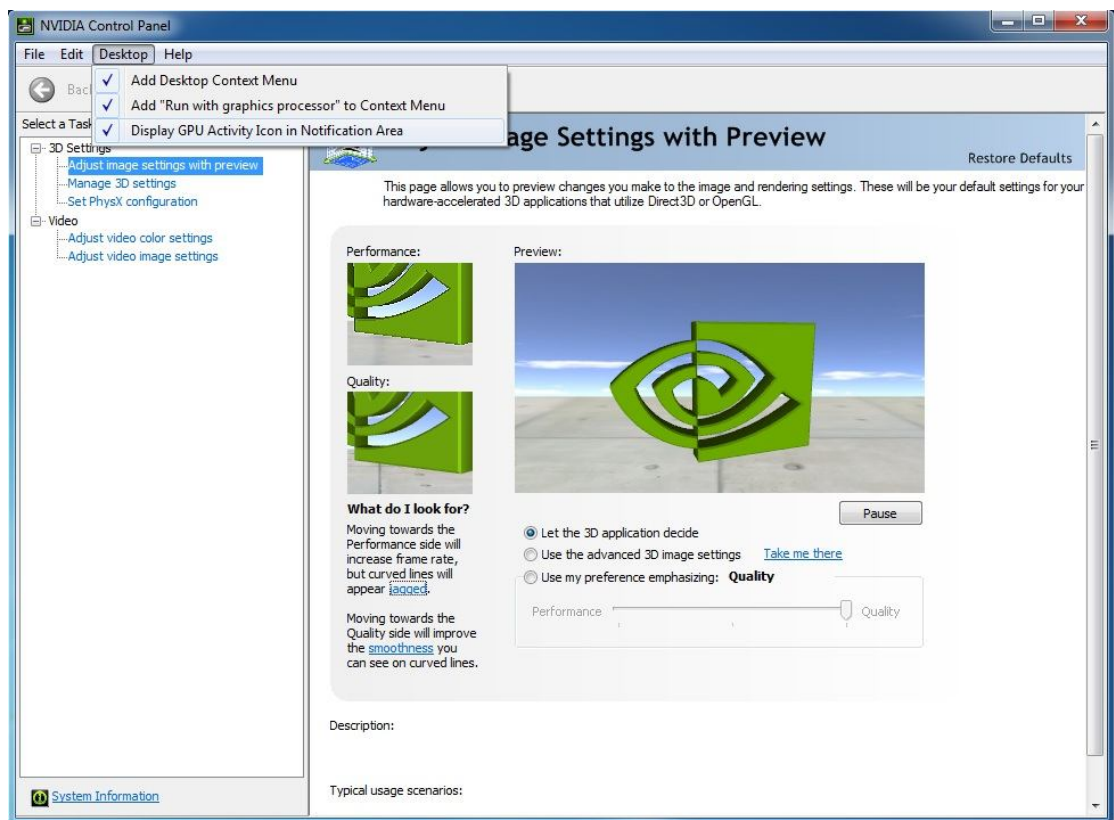 NVIDIA Control Panel
File Edit Desktop Help
Add Desktop Context Menu
Add "Run with graphics processor" to Context Menu
Display GPU Activity Icon in Notification Area
Select a Task
3D Settings
Adjust image settings with preview
Manage 3D settings
Set PhysX configuration
Video
Adjust video color settings
Adjust video image settings
System Information
Settings with Preview
Restore Defaults
This page allows you to preview changes you make to the image and rendering settings. These will be your default settings for your
hardware-accelerated 3D applications that utilize Direct3D or OpenGL.
Performance:
Quality:
What do I look for?
Moving towards the
Performance side will
increase frame rate,
but curved lines will
appear jagged.
Moving towards the
Quality side will improve
the smoothness you
can see on curved lines.
Preview:
Pause
Let the 3D application decide
Use the advanced 3D image settings Take me there
Use my preference emphasizing: Quality
Performance Quality
Description:
Typical usage scenarios: